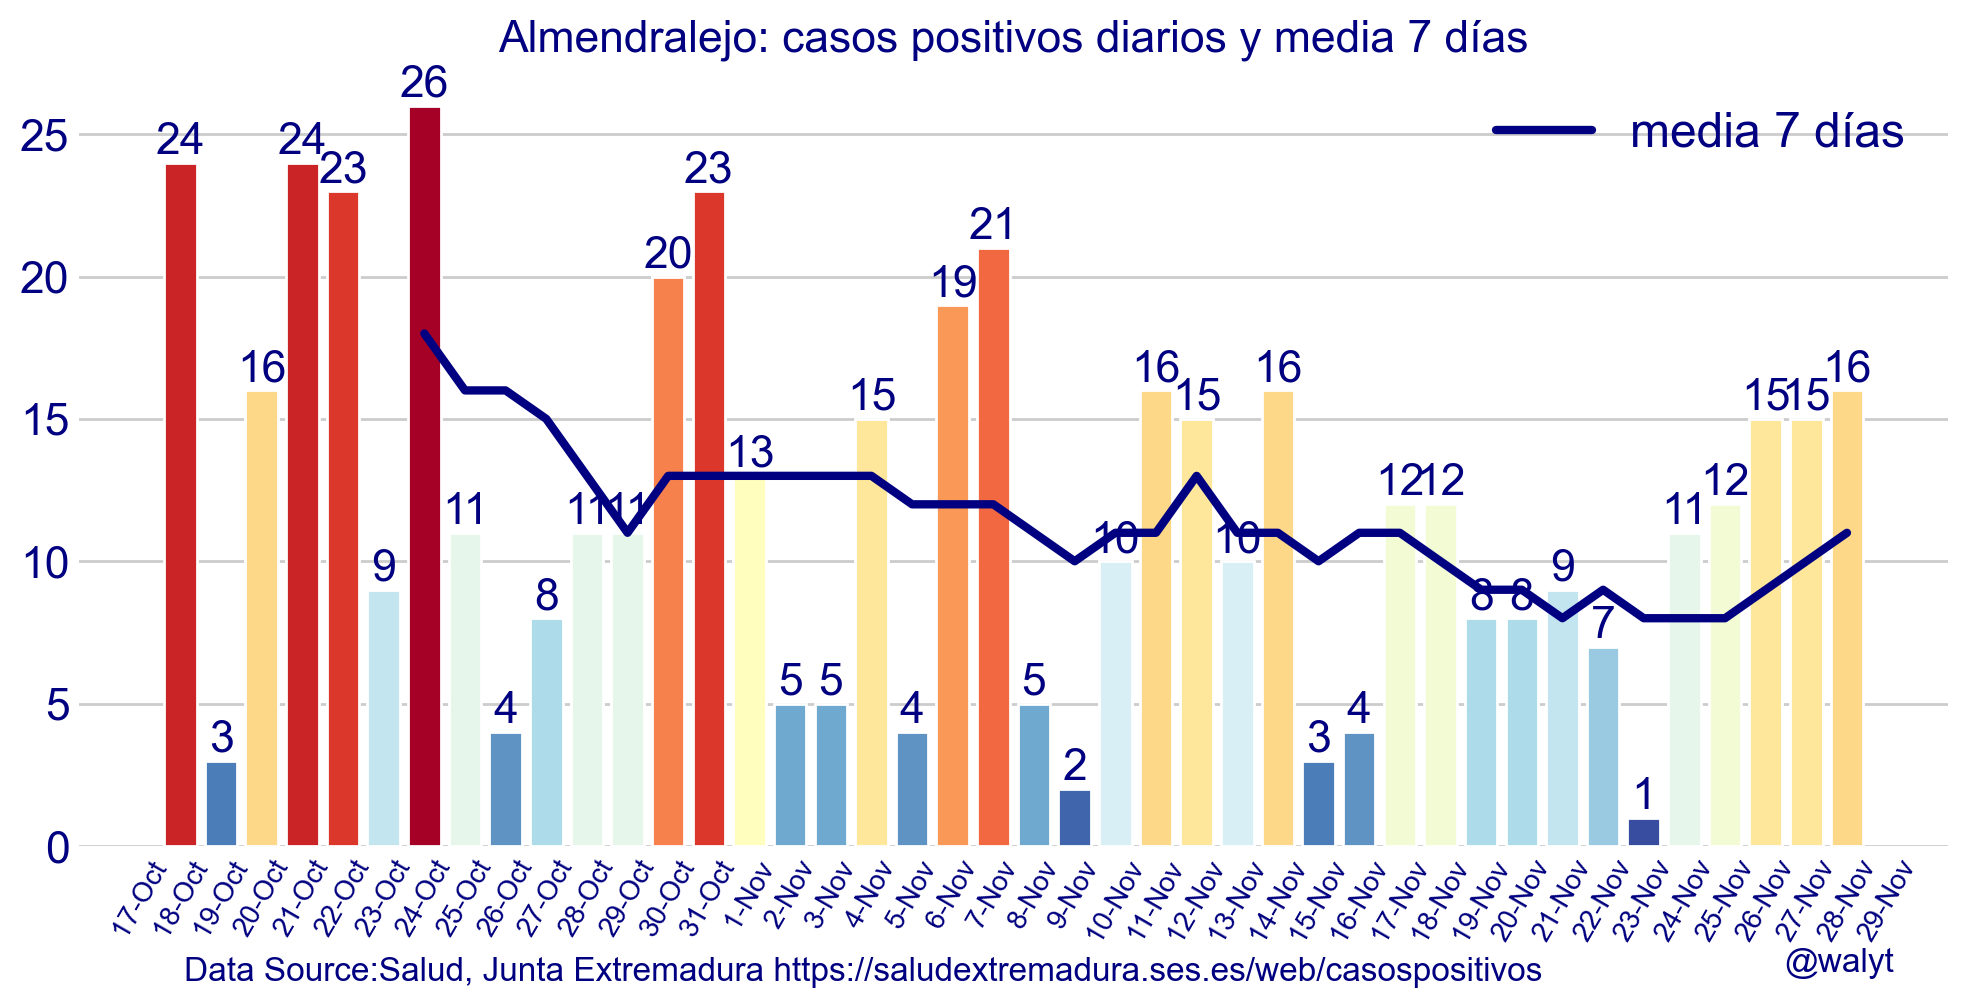 Almendralejo: casos positivos diarios y media 7 días
media 7 días
25
20
15
10
5
0
24
3
16
24
23
9
26
11
4
8
11
11
20
23
13
5
5
15
4
19
21
5
2
10
16
15
10
16
3
4
12
12
8
8
9
7
1
11
12
15
15
16
17-Oct
18-Oct
19-Oct
20-Oct
21-Oct
22-Oct
23-Oct
24-Oct
25-Oct
26-Oct
27-Oct
28-Oct
29-Oct
30-Oct
31-Oct
1-Nov
2-Nov
3-Nov
4-Nov
5-Nov
6-Nov
7-Nov
8-Nov
9-Nov
10-Nov
11-Nov
12-Nov
13-Nov
14-Nov
15-Nov
16-Nov
17-Nov
18-Nov
19-Nov
20-Nov
21-Nov
22-Nov
23-Nov
24-Nov
25-Nov
26-Nov
27-Nov
28-Nov
29-Nov
Data Source:Salud, Junta Extremadura https://saludextremadura.ses.es/web/casospositivos
@walyt